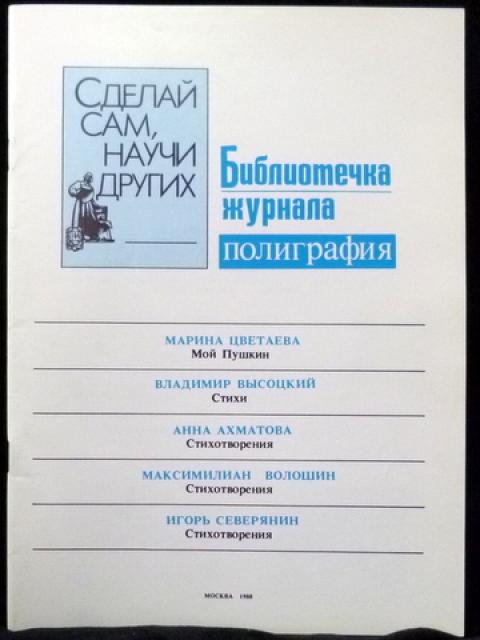 СДЕЛАЙ
САМ,
НАУЧИ
ДРУГИХ
Библиотечка
журнала
полиграфия
МАРИНА ЦВЕТАЕВА
Мой Пушкин
ВЛАДИМИР ВЫСОЦКИЙ
Стихи
АННА АХМАТОВА
Стихотворения
МАКСИМИЛИАН ВОЛОШИН
Стихотворения
ИГОРЬ СЕВЕРЯНИН
Стихотворения
МОСКВА 1988